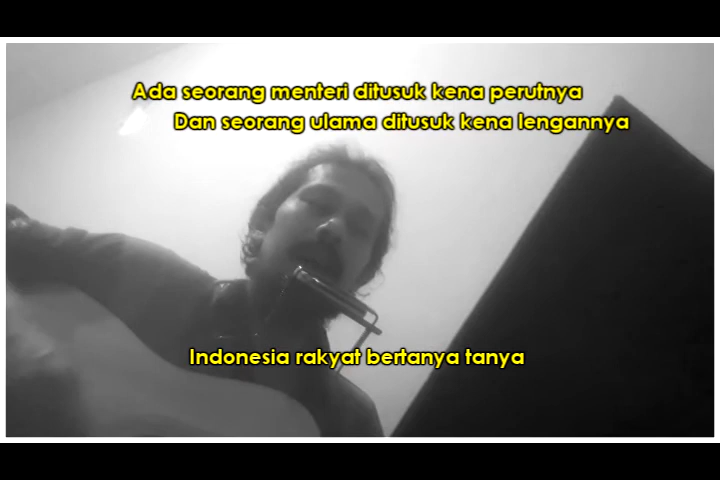 Ada seorang menteri ditusuk kena perutnya
Dan seorang ulama ditusuk kena lengannya
Indonesia rakyat bertanya tanya